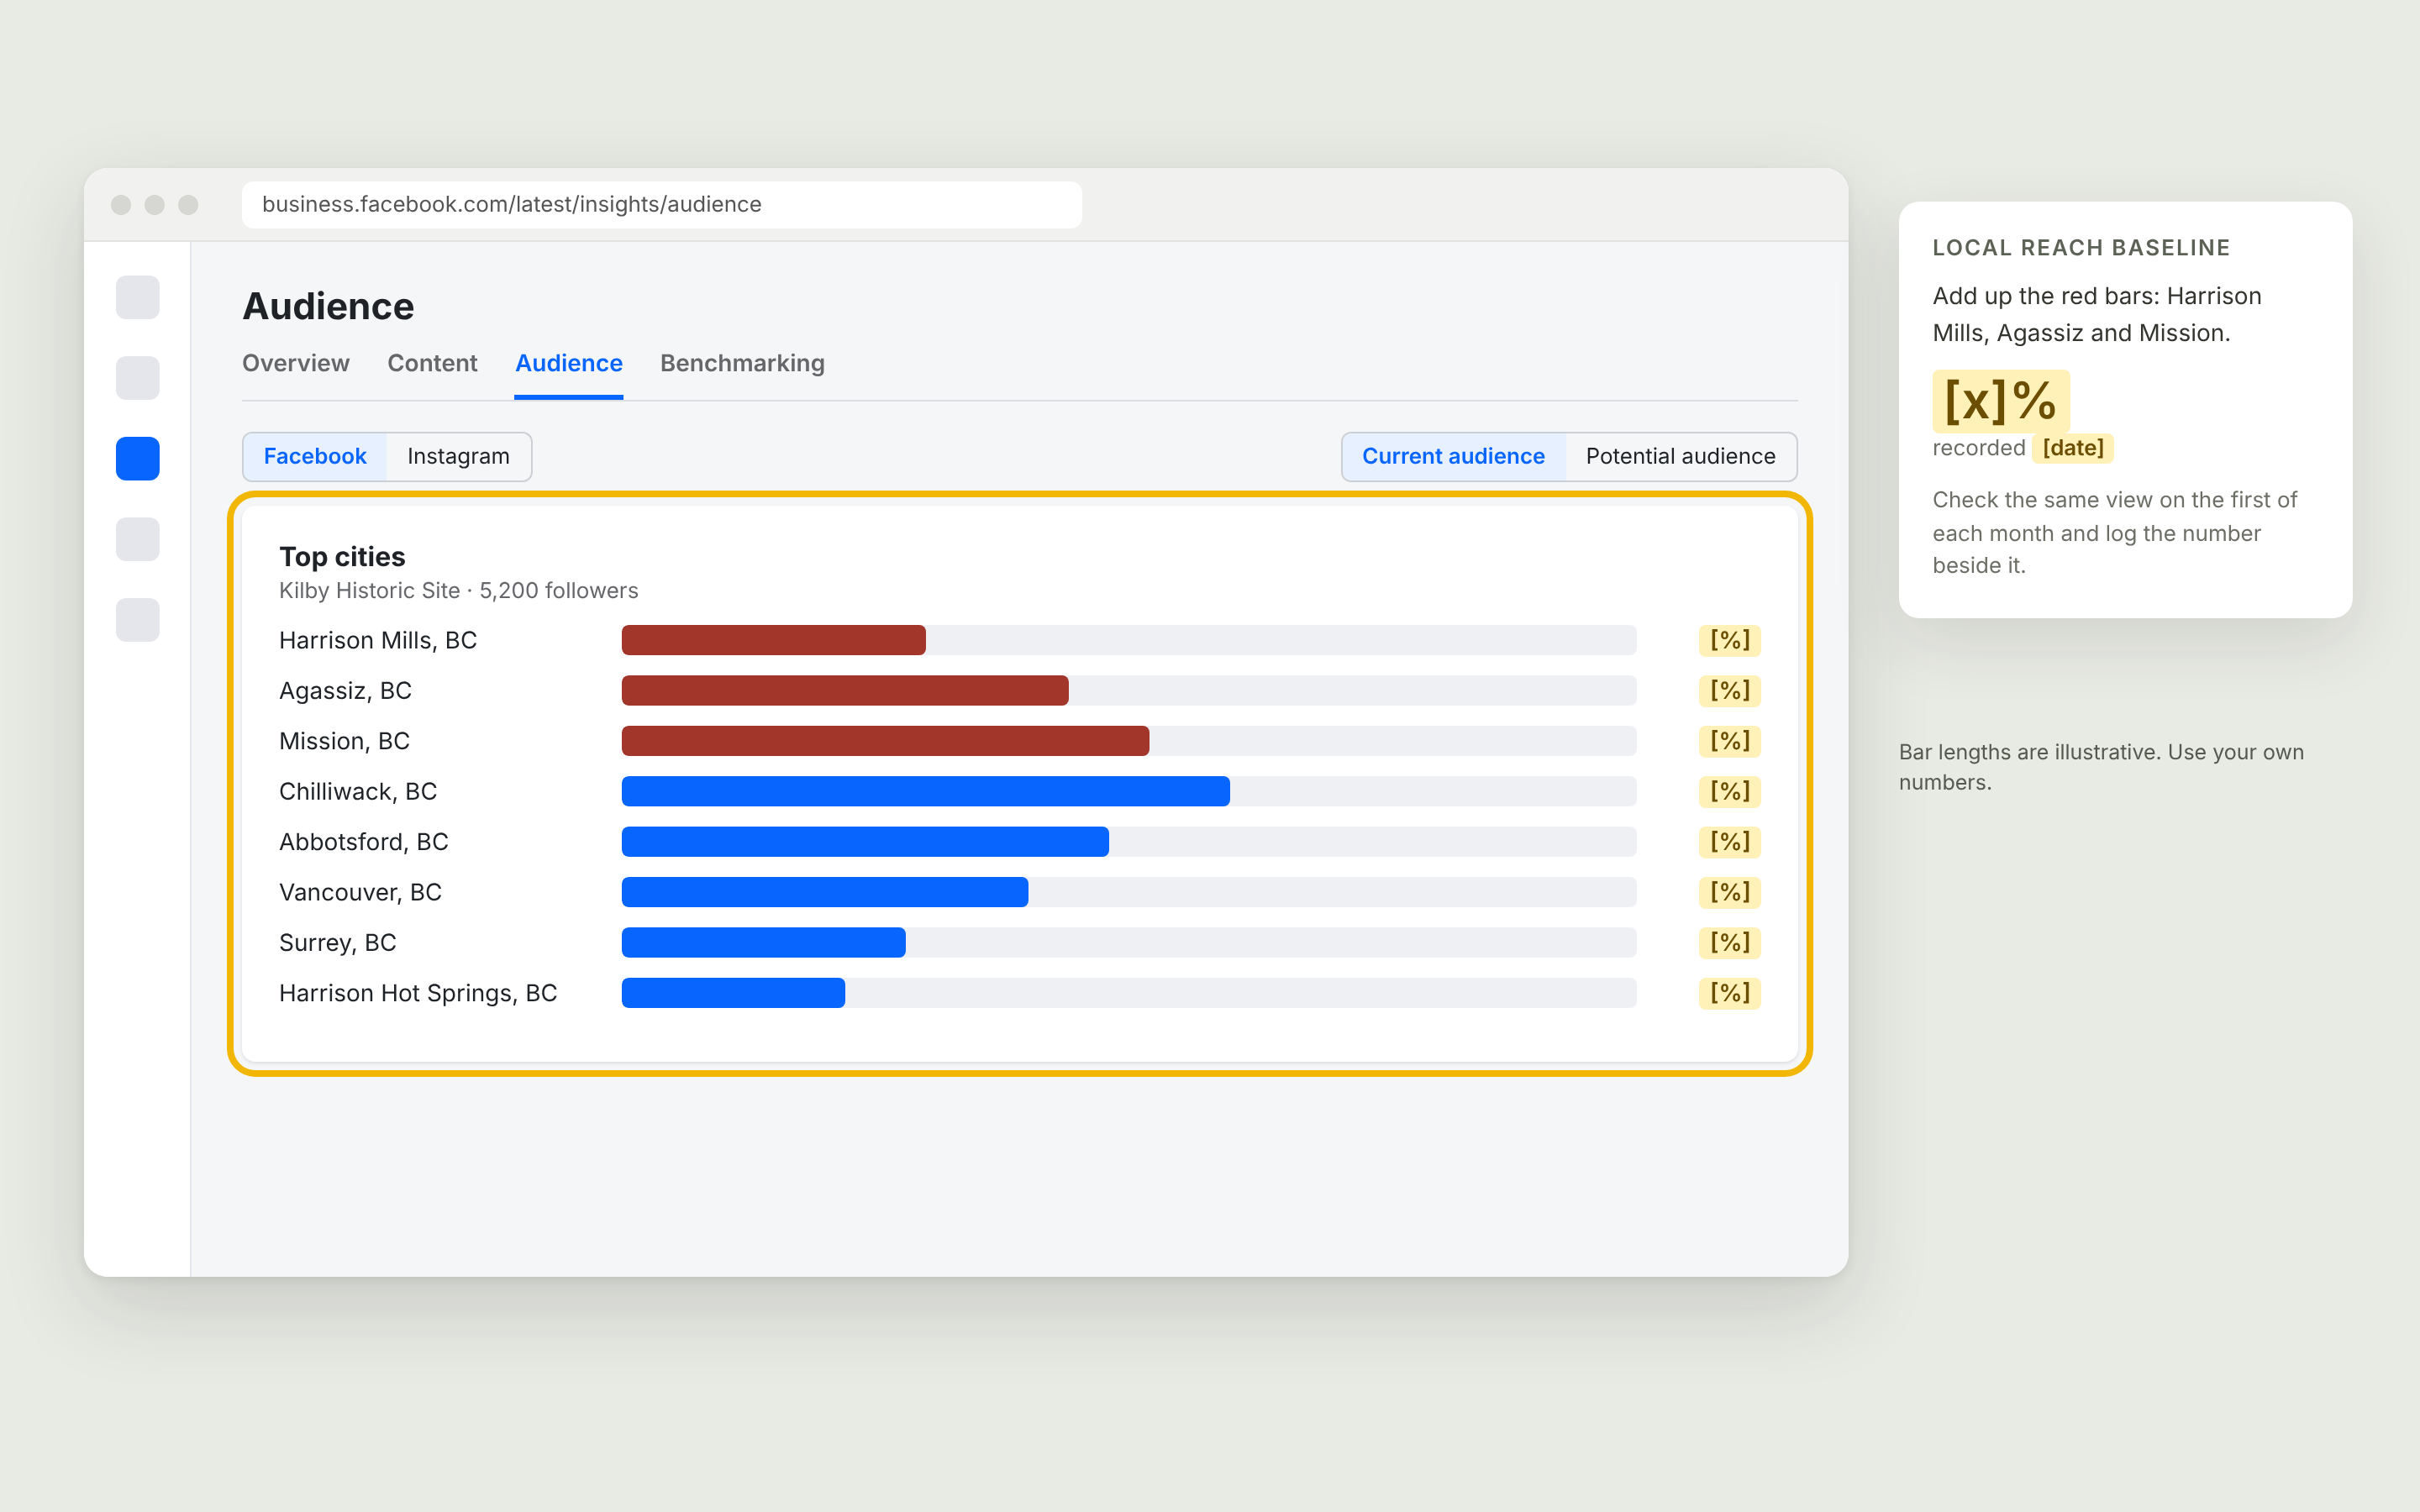 business.facebook.com/latest/insights/audience
Audience
Overview Content Audience Benchmarking
Facebook Instagram
Current audience Potential audience
Top cities
Kilby Historic Site · 5,200 followers
Harrison Mills, BC [%]
Agassiz, BC [%]
Mission, BC [%]
Chilliwack, BC [%]
Abbotsford, BC [%]
Vancouver, BC [%]
Surrey, BC [%]
Harrison Hot Springs, BC [%]
LOCAL REACH BASELINE
Add up the red bars: Harrison
Mills, Agassiz and Mission.
[x]%
recorded [date]
Check the same view on the first of
each month and log the number
beside it.
Bar lengths are illustrative. Use your own
numbers.